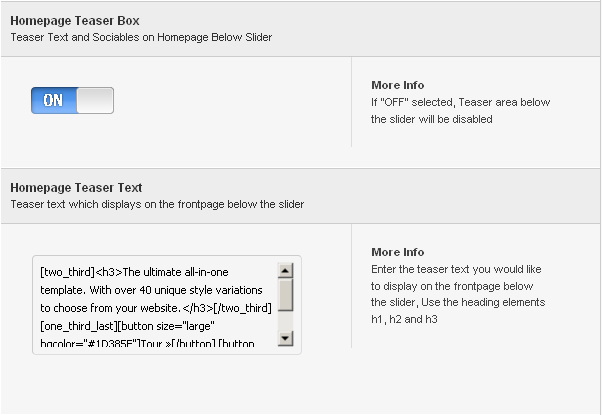 Homepage Teaser Box
Teaser Text and Sociables on Homepage Below Slider
ON
More Info
If "OFF" selected, Teaser area below
the slider will be disabled
Homepage Teaser Text
Teaser text which displays on the frontpage below the slider
[two_third]<h3>The ultimate all-in-one
template. With over 40 unique style variations
to choose from your website.</h3>[/two_third]
[one_third_last][button size="large"
bgcolor="#1D385E"]Tour »[/button] [button
More Info
Enter the teaser text you would like
to display on the frontpage below
the slider, Use the heading elements
h1, h2 and h3